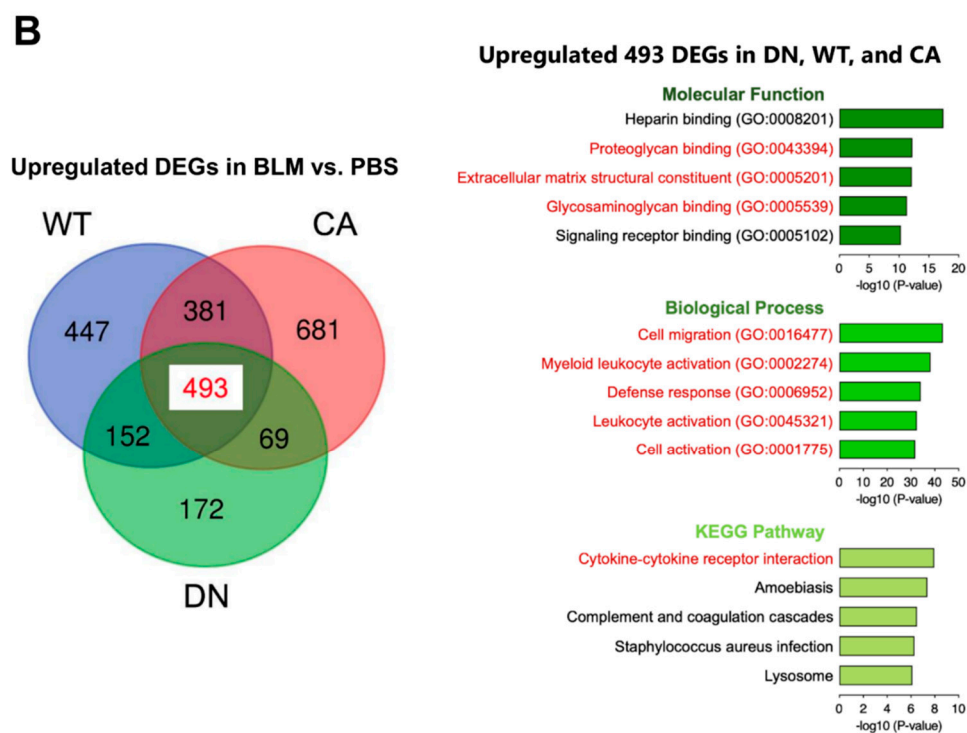 B
Upregulated DEGs in BLM vs. PBS
WT
CA
447
381
681
493
152
69
172
DN
Upregulated 493 DEGs in DN, WT, and CA
Molecular Function
Heparin binding (GO:0008201)
Proteoglycan binding (GO:0043394)
Extracellular matrix structural constituent (GO:0005201)
Glycosaminoglycan binding (GO:0005539)
Signaling receptor binding (GO:0005102)
0 5 10 15 20
-log10 (P-value)
Biological Process
Cell migration (GO:0016477)
Myeloid leukocyte activation (GO:0002274)
Defense response (GO:0006952)
Leukocyte activation (GO:0045321)
Cell activation (GO:0001775)
0 10 20 30 40 50
-log10 (P-value)
KEGG Pathway
Cytokine-cytokine receptor interaction
Amoebiasis
Complement and coagulation cascades
Staphylococcus aureus infection
Lysosome
0 2 4 6 8 10
-log10 (P-value)